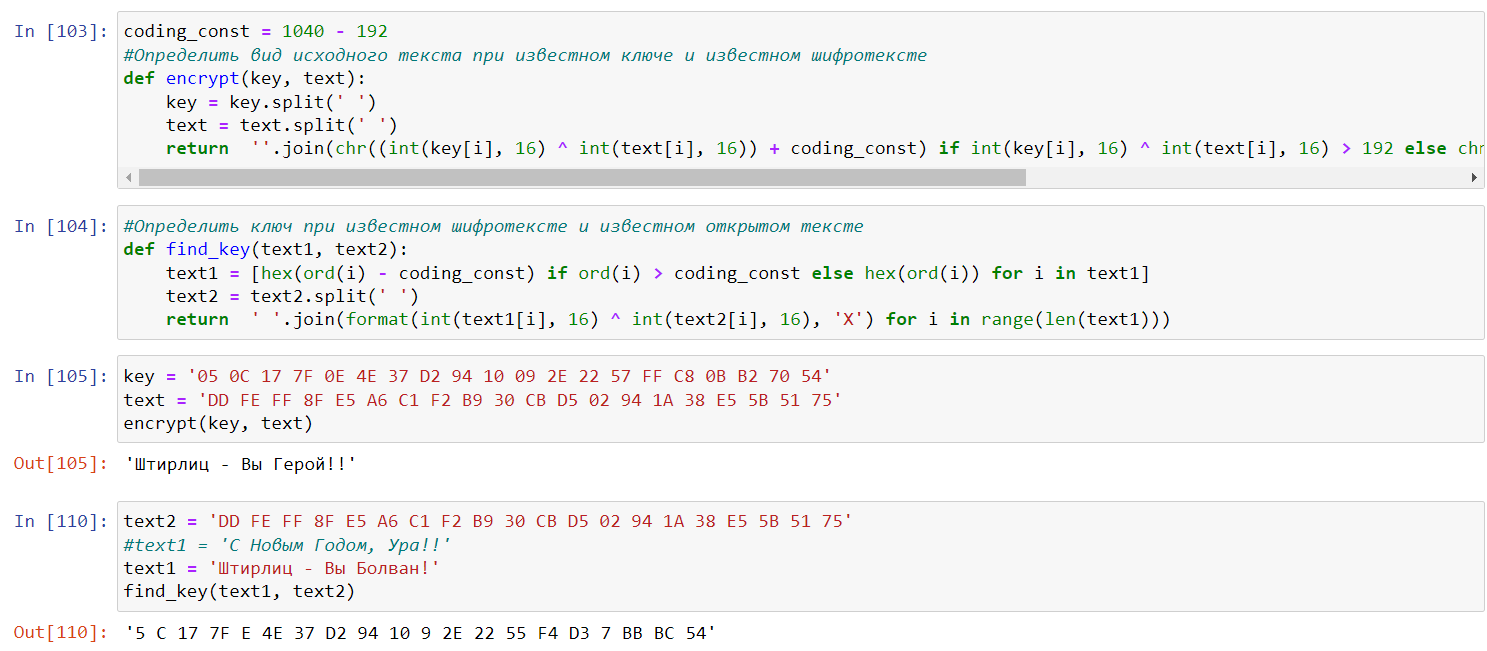 In [103]: coding_const = 1040 - 192
#Определить вид исходного текста при известном ключе и известном шифротексте
def encrypt(key, text):
    key = key.split(' ')
    text = text.split(' ')
    return  ''.join(chr((int(key[i], 16) ^ int(text[i], 16)) + coding_const) if int(key[i], 16) ^ int(text[i], 16) > 192 else chr
In [104]: #Определить ключ при известном шифротексте и известном открытом тексте
def find_key(text1, text2):
    text1 = [hex(ord(i) - coding_const) if ord(i) > coding_const else hex(ord(i)) for i in text1]
    text2 = text2.split(' ')
    return  ' '.join(format(int(text1[i], 16) ^ int(text2[i], 16), 'X') for i in range(len(text1)))
In [105]: key = '05 0C 17 7F 0E 4E 37 D2 94 10 09 2E 22 57 FF C8 0B B2 70 54'
text = 'DD FE FF 8F E5 A6 C1 F2 B9 30 CB D5 02 94 1A 38 E5 5B 51 75'
encrypt(key, text)
Out[105]: 'Штирлиц - Вы Герой!!'
In [110]: text2 = 'DD FE FF 8F E5 A6 C1 F2 B9 30 CB D5 02 94 1A 38 E5 5B 51 75'
#text1 = 'С Новым Годом, Ура!!'
text1 = 'Штирлиц - Вы Болван!'
find_key(text1, text2)
Out[110]: '5 C 17 7F E 4E 37 D2 94 10 9 2E 22 55 F4 D3 7 BB BC 54'